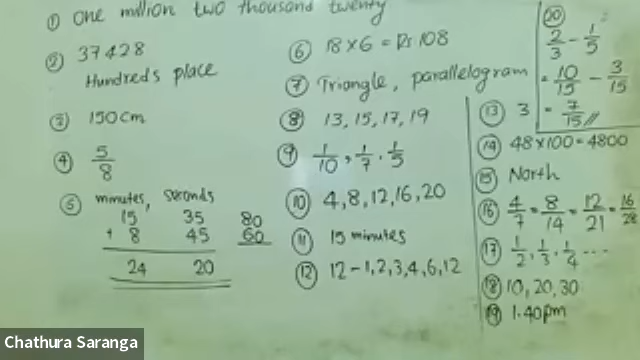 ① one million two thousand twenty
② 37428
Hundreds place
③ 150cm
④ 5/8
⑤ minutes, seconds
15 35 80
+ 8 45 60
24 20
⑥ 18 × 6 = Rs 108
⑦ Triangle, parallelogram
⑧ 13, 15, 17, 19
⑨ 1/10, 1/7, 1/5
⑩ 4, 8, 12, 16, 20
⑪ 15 minutes
⑫ 12 - 1, 2, 3, 4, 6, 12
⑬ 3
⑭ 48 × 100 = 4800
⑮ North
⑯ 4/7 = 8/14 = 12/21 = 16/28
⑰ 1/2, 1/3, 1/4 ...
⑱ 10, 20, 30
⑲ 1.40pm
⑳
2/3 - 1/5
= 10/15 - 3/15
= 7/15 //
Chathura Saranga